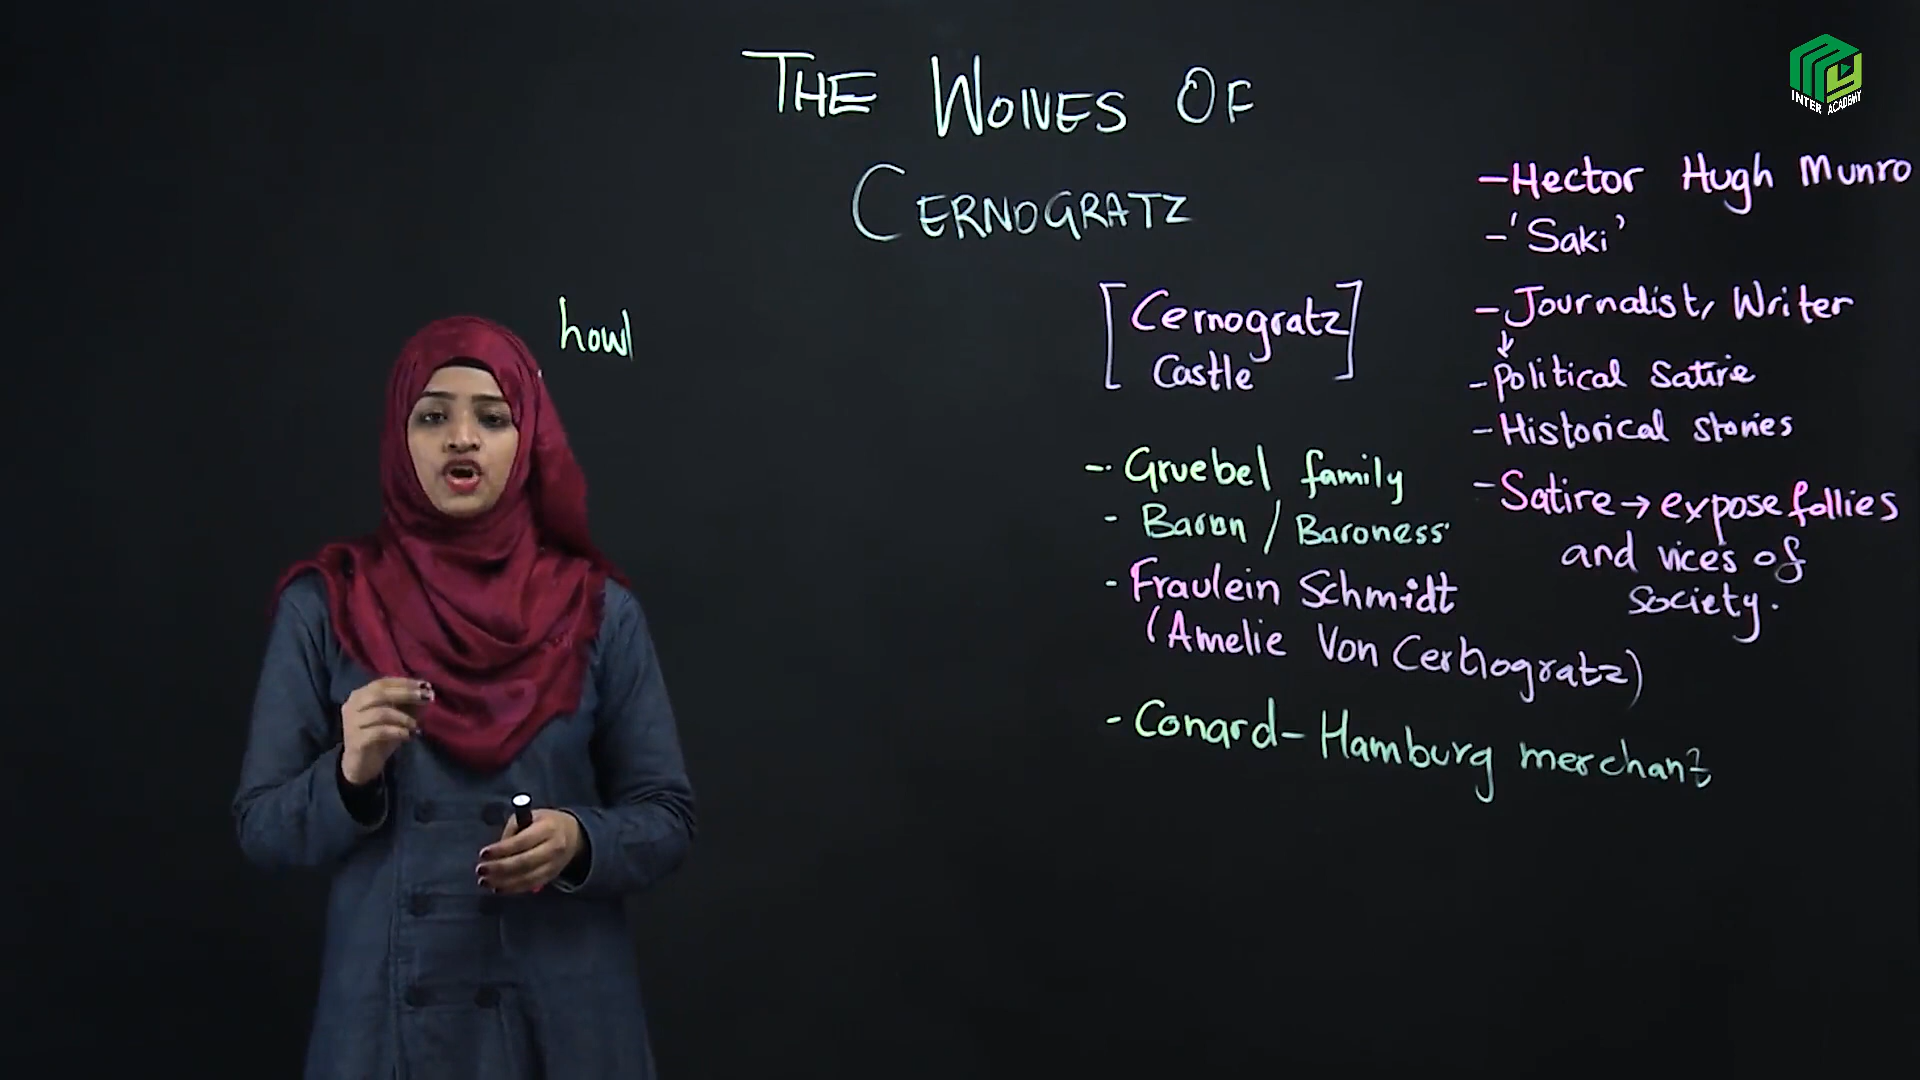 THE WOLVES OF
CERNOGRATZ
INTER ACADEMY
howl
[Cernogratz
Castle]
- Gruebel family
- Baron / Baroness
- Fraulein Schmidt
(Amelie Von Cernogratz)
- Conard - Hamburg merchant
- Hector Hugh Munro
- 'Saki'
- Journalist, Writer
↓
- Political Satire
- Historical stories
- Satire → expose follies
and vices of
society.